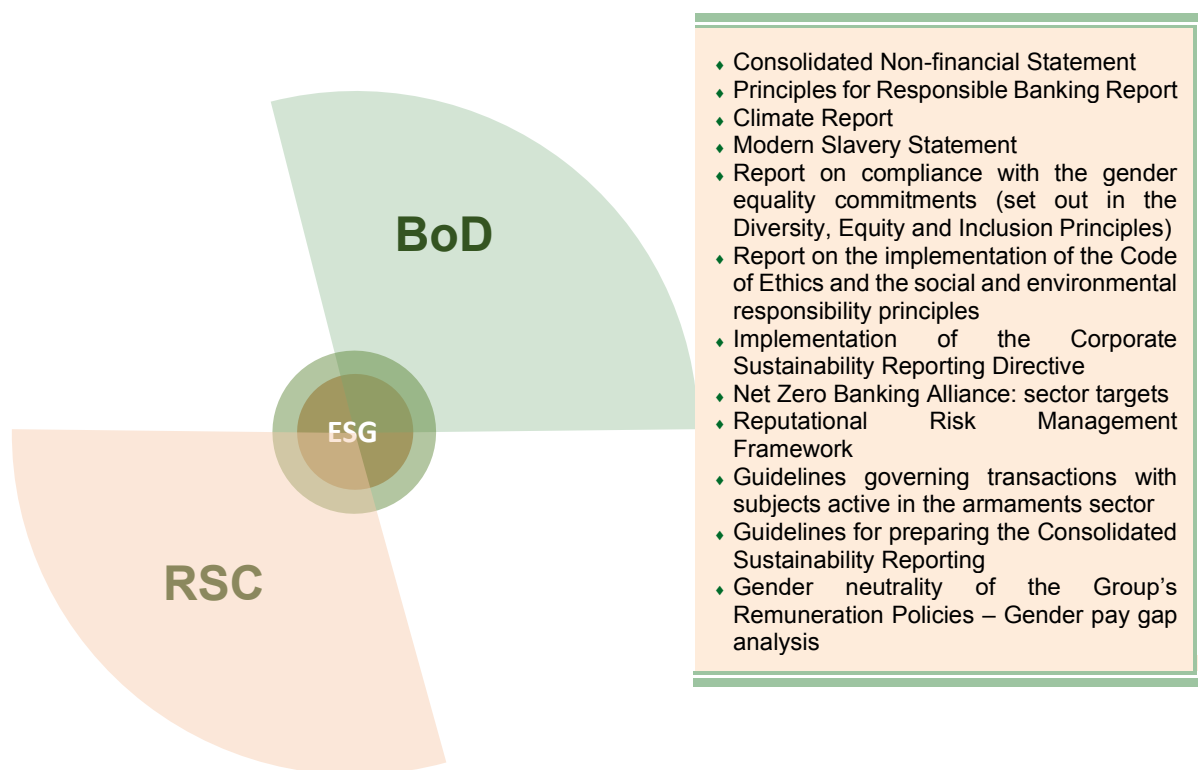 BoD
ESG
RSC
⬧ Consolidated Non-financial Statement
⬧ Principles for Responsible Banking Report
⬧ Climate Report
⬧ Modern Slavery Statement
⬧ Report on compliance with the gender
equality commitments (set out in the
Diversity, Equity and Inclusion Principles)
⬧ Report on the implementation of the Code
of Ethics and the social and environmental
responsibility principles
⬧ Implementation of the Corporate
Sustainability Reporting Directive
⬧ Net Zero Banking Alliance: sector targets
⬧ Reputational Risk Management
Framework
⬧ Guidelines governing transactions with
subjects active in the armaments sector
⬧ Guidelines for preparing the Consolidated
Sustainability Reporting
⬧ Gender neutrality of the Group’s
Remuneration Policies – Gender pay gap
analysis